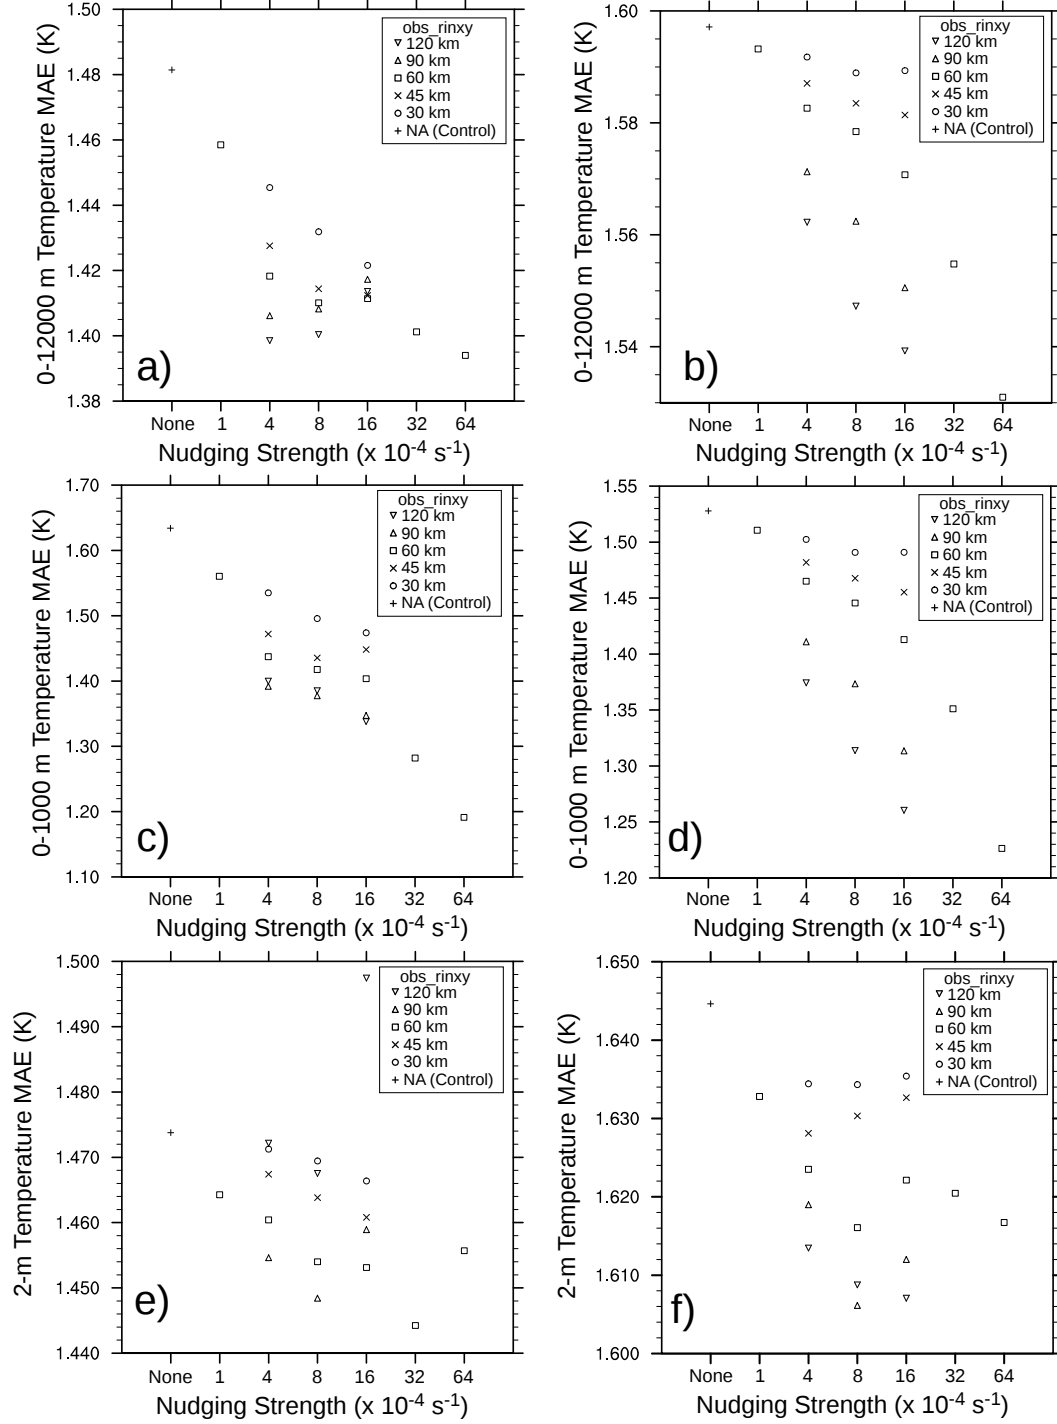 0-12000 m Temperature MAE (K)
1.50
1.48
1.46
1.44
1.42
1.40
1.38
obs_rinxy
120 km
90 km
60 km
45 km
30 km
NA (Control)
a)
None 1 4 8 16 32 64
Nudging Strength (x 10⁻⁴ s⁻¹)
0-12000 m Temperature MAE (K)
1.60
1.58
1.56
1.54
obs_rinxy
120 km
90 km
60 km
45 km
30 km
NA (Control)
b)
None 1 4 8 16 32 64
Nudging Strength (x 10⁻⁴ s⁻¹)
0-1000 m Temperature MAE (K)
1.70
1.60
1.50
1.40
1.30
1.20
1.10
obs_rinxy
120 km
90 km
60 km
45 km
30 km
NA (Control)
c)
None 1 4 8 16 32 64
Nudging Strength (x 10⁻⁴ s⁻¹)
0-1000 m Temperature MAE (K)
1.55
1.50
1.45
1.40
1.35
1.30
1.25
1.20
obs_rinxy
120 km
90 km
60 km
45 km
30 km
NA (Control)
d)
None 1 4 8 16 32 64
Nudging Strength (x 10⁻⁴ s⁻¹)
2-m Temperature MAE (K)
1.500
1.490
1.480
1.470
1.460
1.450
1.440
obs_rinxy
120 km
90 km
60 km
45 km
30 km
NA (Control)
e)
None 1 4 8 16 32 64
Nudging Strength (x 10⁻⁴ s⁻¹)
2-m Temperature MAE (K)
1.650
1.640
1.630
1.620
1.610
1.600
obs_rinxy
120 km
90 km
60 km
45 km
30 km
NA (Control)
f)
None 1 4 8 16 32 64
Nudging Strength (x 10⁻⁴ s⁻¹)